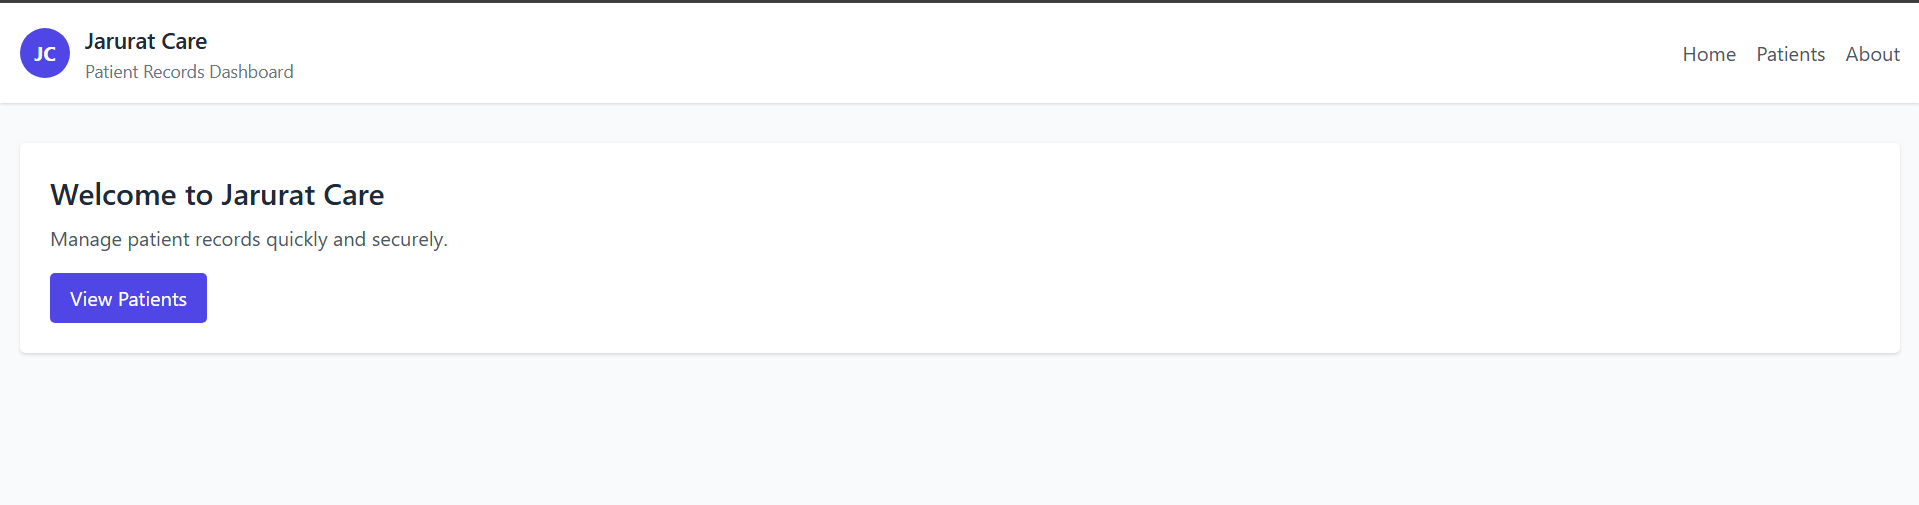 JC
Jarurat Care
Patient Records Dashboard
Home Patients About
Welcome to Jarurat Care
Manage patient records quickly and securely.
View Patients